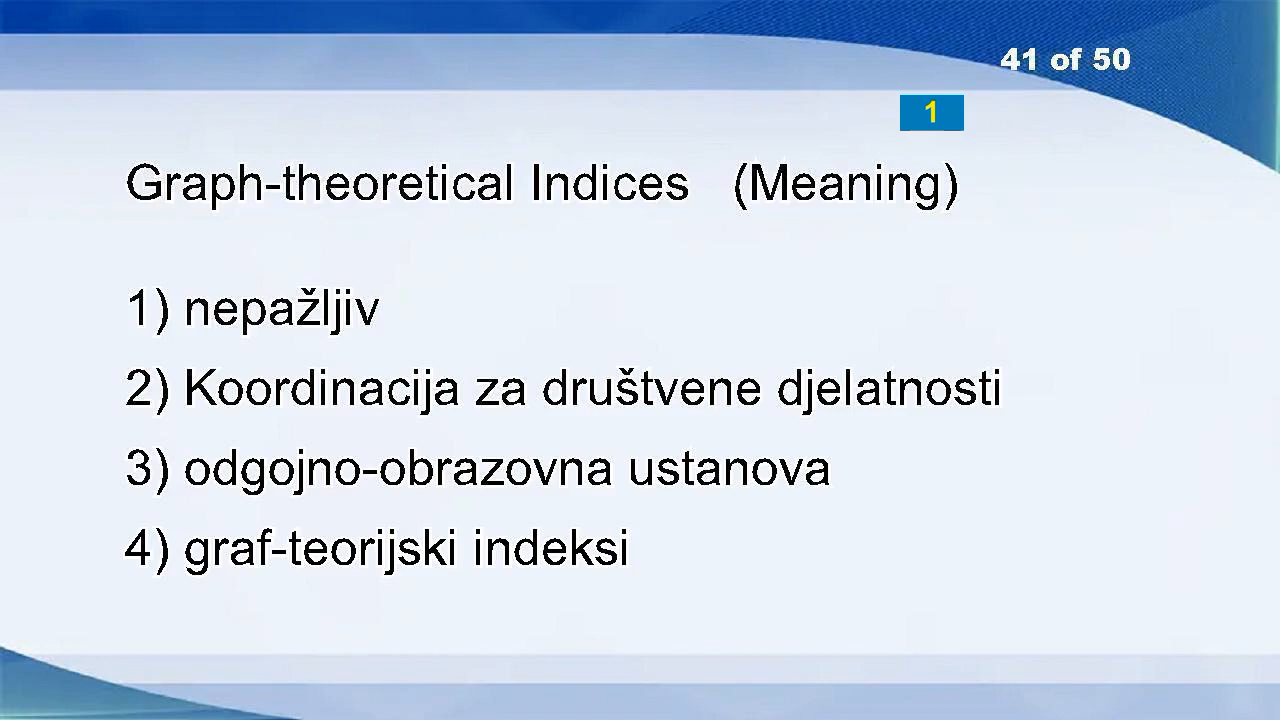 41 of 50
1
Graph-theoretical Indices (Meaning)
1) nepažljiv
2) Koordinacija za društvene djelatnosti
3) odgojno-obrazovna ustanova
4) graf-teorijski indeksi